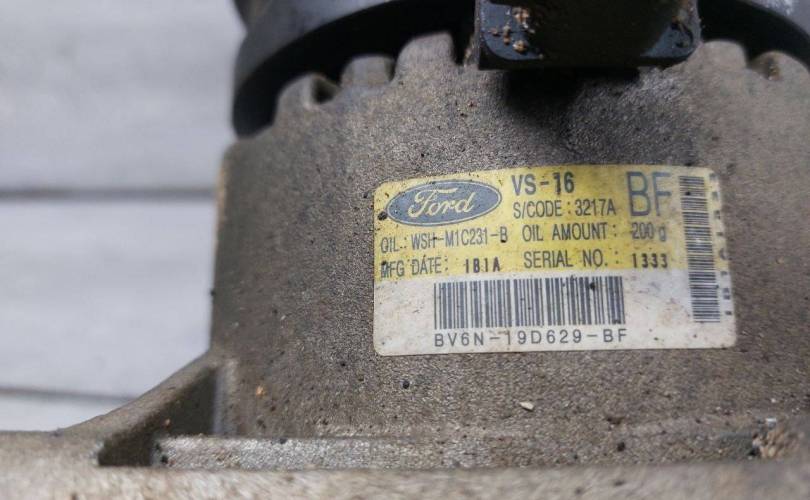 Ford VS-16 BF
S/CODE : 3217A
OIL : WSH-M1C231-B OIL AMOUNT : 200g
MFG DATE: 1B1A SERIAL NO. : 1333
BV6N-19D629-BF